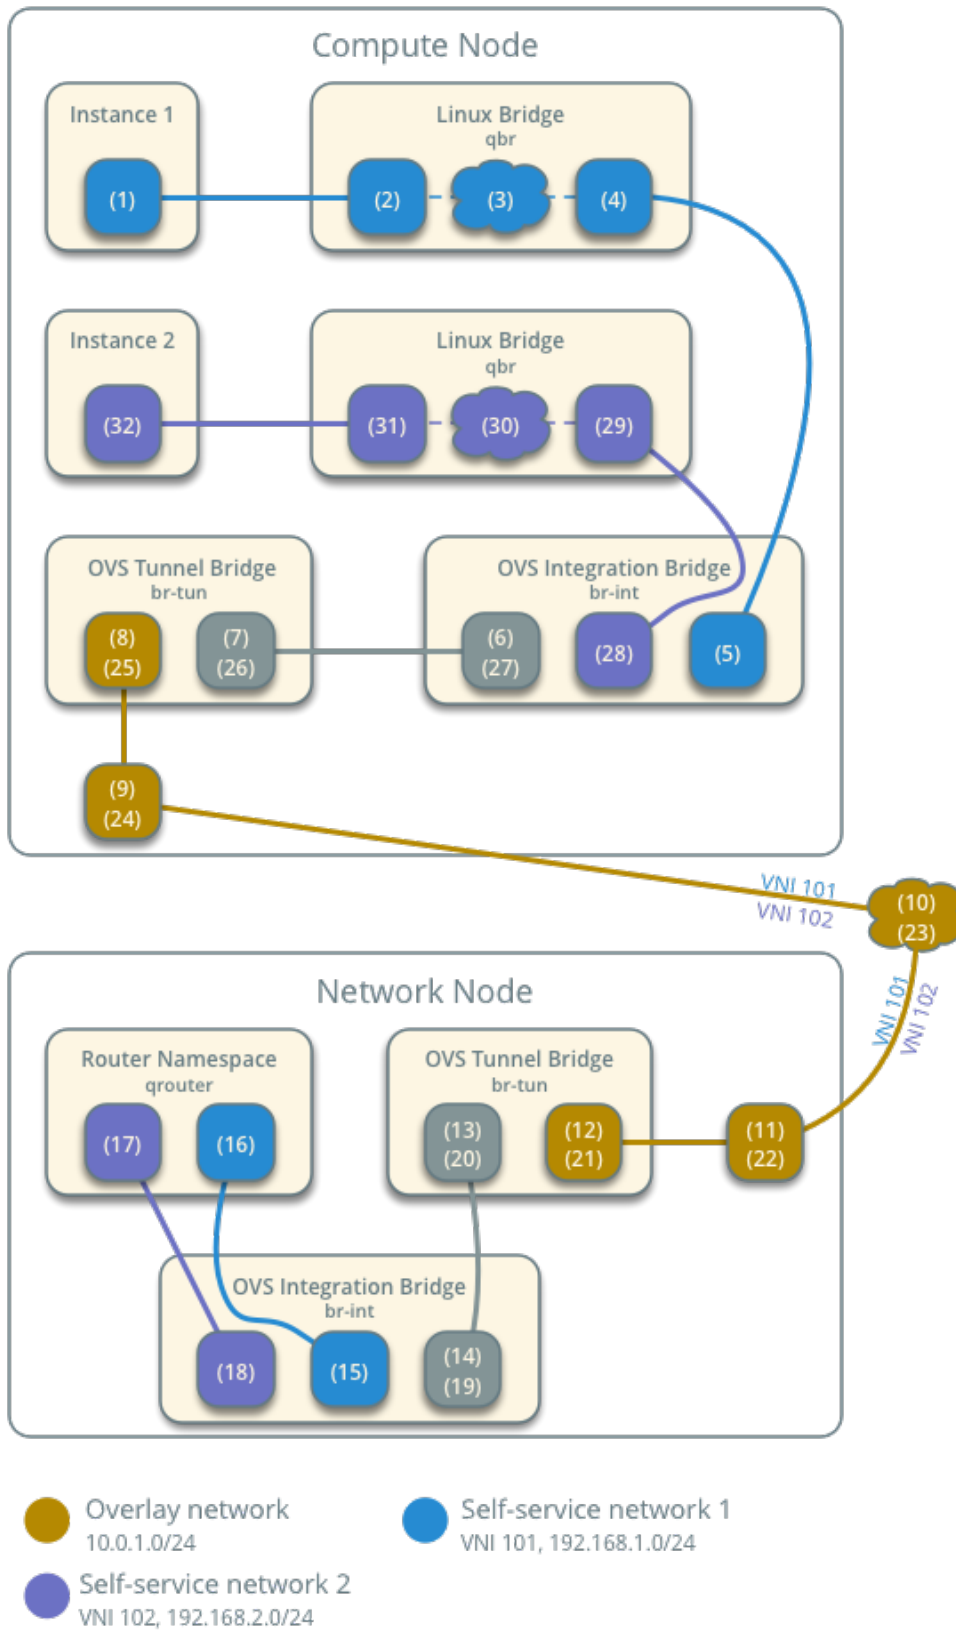 Compute Node
Instance 1
Linux Bridge
qbr
(1)
(2)
(3)
(4)
Instance 2
Linux Bridge
qbr
(32)
(31)
(30)
(29)
OVS Tunnel Bridge
br-tun
(8)
(25)
(7)
(26)
OVS Integration Bridge
br-int
(6)
(27)
(28)
(5)
(9)
(24)
VNI 101
VNI 102
(10)
(23)
VNI 101
VNI 102
Network Node
Router Namespace
qrouter
(17)
(16)
OVS Tunnel Bridge
br-tun
(13)
(20)
(12)
(21)
(11)
(22)
OVS Integration Bridge
br-int
(18)
(15)
(14)
(19)
Overlay network
10.0.1.0/24
Self-service network 1
VNI 101, 192.168.1.0/24
Self-service network 2
VNI 102, 192.168.2.0/24